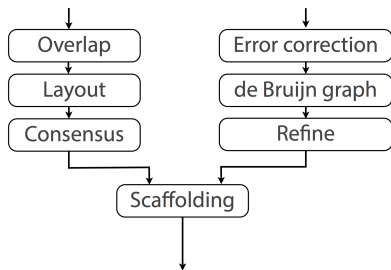 Overlap
Error correction
Layout
de Bruijn graph
Consensus
Refine
Scaffolding